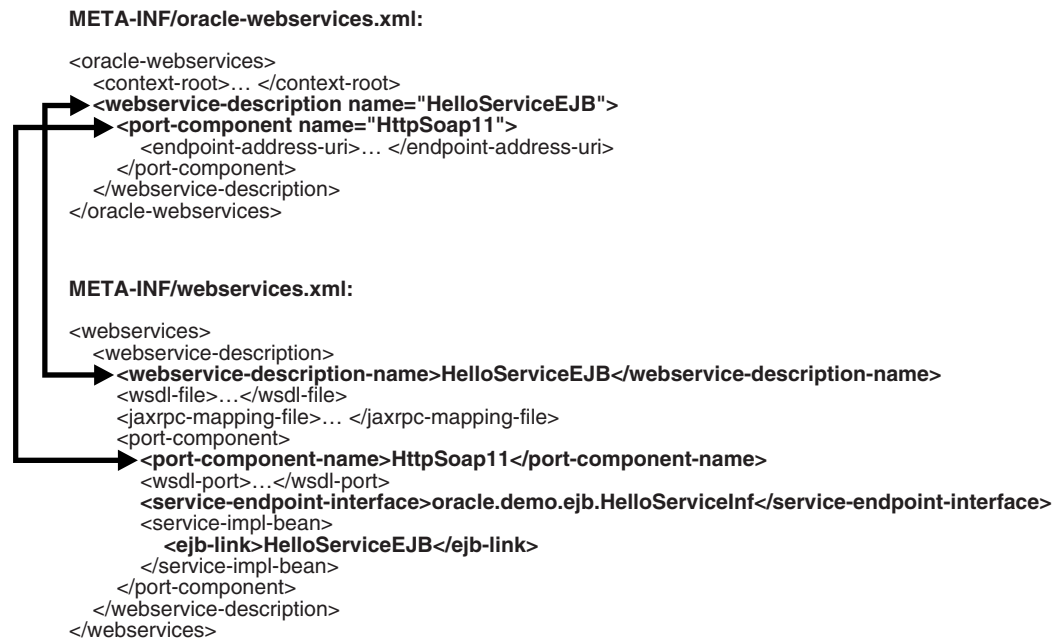 META-INF/oracle-webservices.xml:
<oracle-webservices>
<context-root>… </context-root>
<webservice-description name="HelloServiceEJB">
<port-component name="HttpSoap11">
<endpoint-address-uri>… </endpoint-address-uri>
</port-component>
</webservice-description>
</oracle-webservices>
META-INF/webservices.xml:
<webservices>
<webservice-description>
<webservice-description-name>HelloServiceEJB</webservice-description-name>
<wsdl-file>…</wsdl-file>
<jaxrpc-mapping-file>… </jaxrpc-mapping-file>
<port-component>
<port-component-name>HttpSoap11</port-component-name>
<wsdl-port>…</wsdl-port>
<service-endpoint-interface>oracle.demo.ejb.HelloServiceInf</service-endpoint-interface>
<service-impl-bean>
<ejb-link>HelloServiceEJB</ejb-link>
</service-impl-bean>
</port-component>
</webservice-description>
</webservices>